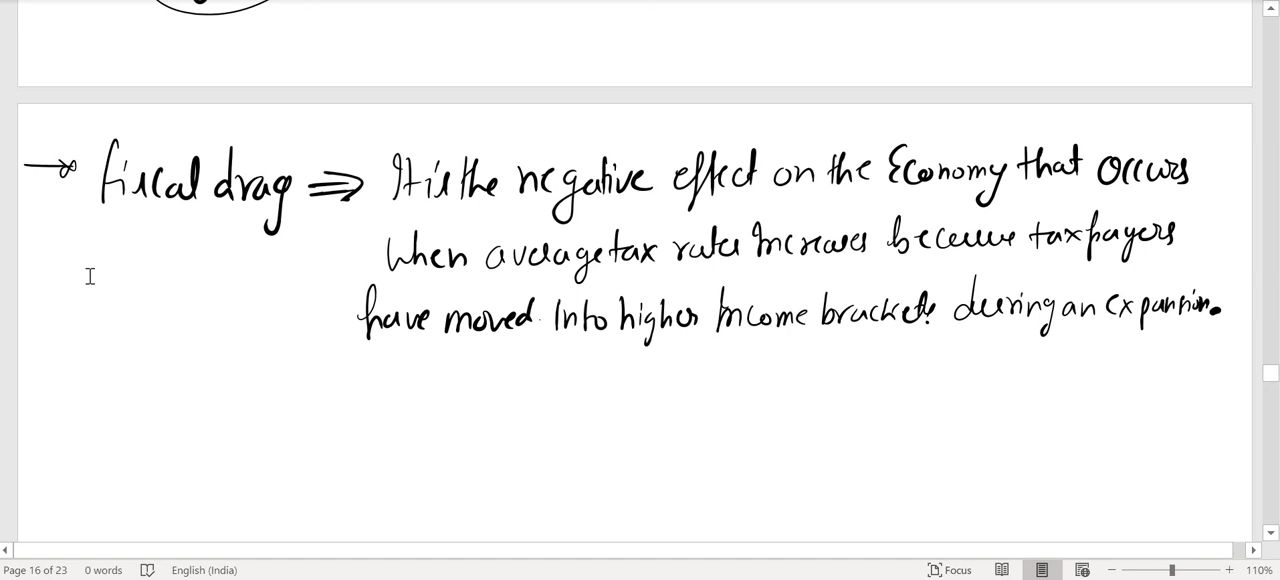 → fiscal drag ⇒ It is the negative effect on the Economy that occurs
when average tax rates Increases because taxpayers
have moved Into higher Income brackets during an expansion.
Page 16 of 23 0 words English (India) Focus 110%